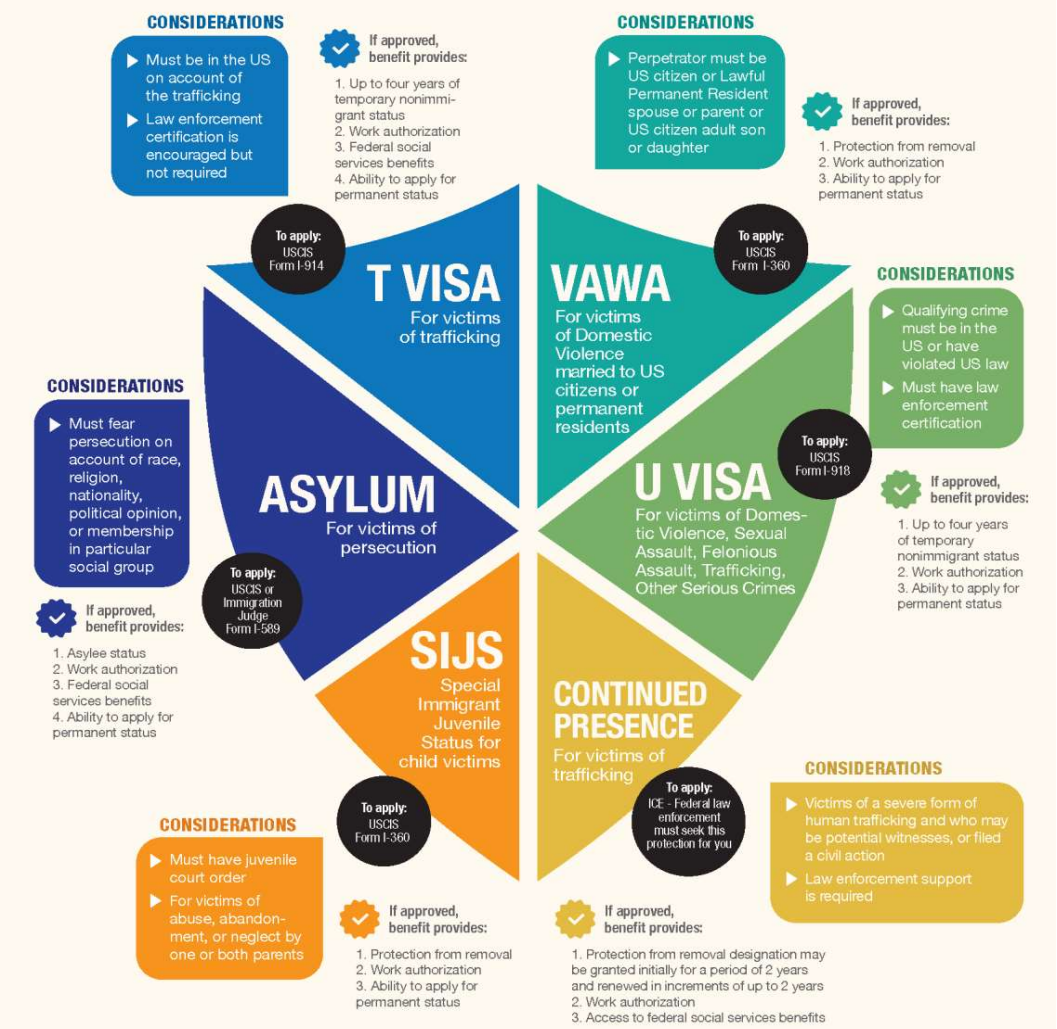 CONSIDERATIONS
Must be in the US
on account of
the trafficking
Law enforcement
certification is
encouraged but
not required
If approved,
benefit provides:
1. Up to four years of
temporary nonimmi-
grant status
2. Work authorization
3. Federal social
services benefits
4. Ability to apply for
permanent status
To apply:
USCIS
Form I-914
T VISA
For victims
of trafficking
CONSIDERATIONS
Perpetrator must be
US citizen or Lawful
Permanent Resident
spouse or parent or
US citizen adult son
or daughter
If approved,
benefit provides:
1. Protection from removal
2. Work authorization
3. Ability to apply for
permanent status
To apply:
USCIS
Form I-360
VAWA
For victims
of Domestic
Violence
married to US
citizens or
permanent
residents
CONSIDERATIONS
Qualifying crime
must be in the
US or have
violated US law
Must have law
enforcement
certification
To apply:
USCIS
Form I-918
U VISA
For victims of Domes-
tic Violence, Sexual
Assault, Felonious
Assault, Trafficking,
Other Serious Crimes
If approved,
benefit provides:
1. Up to four years
of temporary
nonimmigrant status
2. Work authorization
3. Ability to apply for
permanent status
CONSIDERATIONS
Must fear
persecution on
account of race,
religion,
nationality,
political opinion,
or membership
in particular
social group
ASYLUM
For victims of
persecution
To apply:
USCIS or
Immigration
Judge
Form I-589
If approved,
benefit provides:
1. Asylee status
2. Work authorization
3. Federal social
services benefits
4. Ability to apply for
permanent status
SIJS
Special
Immigrant
Juvenile
Status for
child victims
To apply:
USCIS
Form I-360
CONSIDERATIONS
Must have juvenile
court order
For victims of
abuse, abandon-
ment, or neglect by
one or both parents
If approved,
benefit provides:
1. Protection from removal
2. Work authorization
3. Ability to apply for
permanent status
CONTINUED
PRESENCE
For victims of
trafficking
To apply:
ICE - Federal law
enforcement
must seek this
protection for you
CONSIDERATIONS
Victims of a severe form of
human trafficking and who may
be potential witnesses, or filed
a civil action
Law enforcement support
is required
If approved,
benefit provides:
1. Protection from removal designation may
be granted initially for a period of 2 years
and renewed in increments of up to 2 years
2. Work authorization
3. Access to federal social services benefits